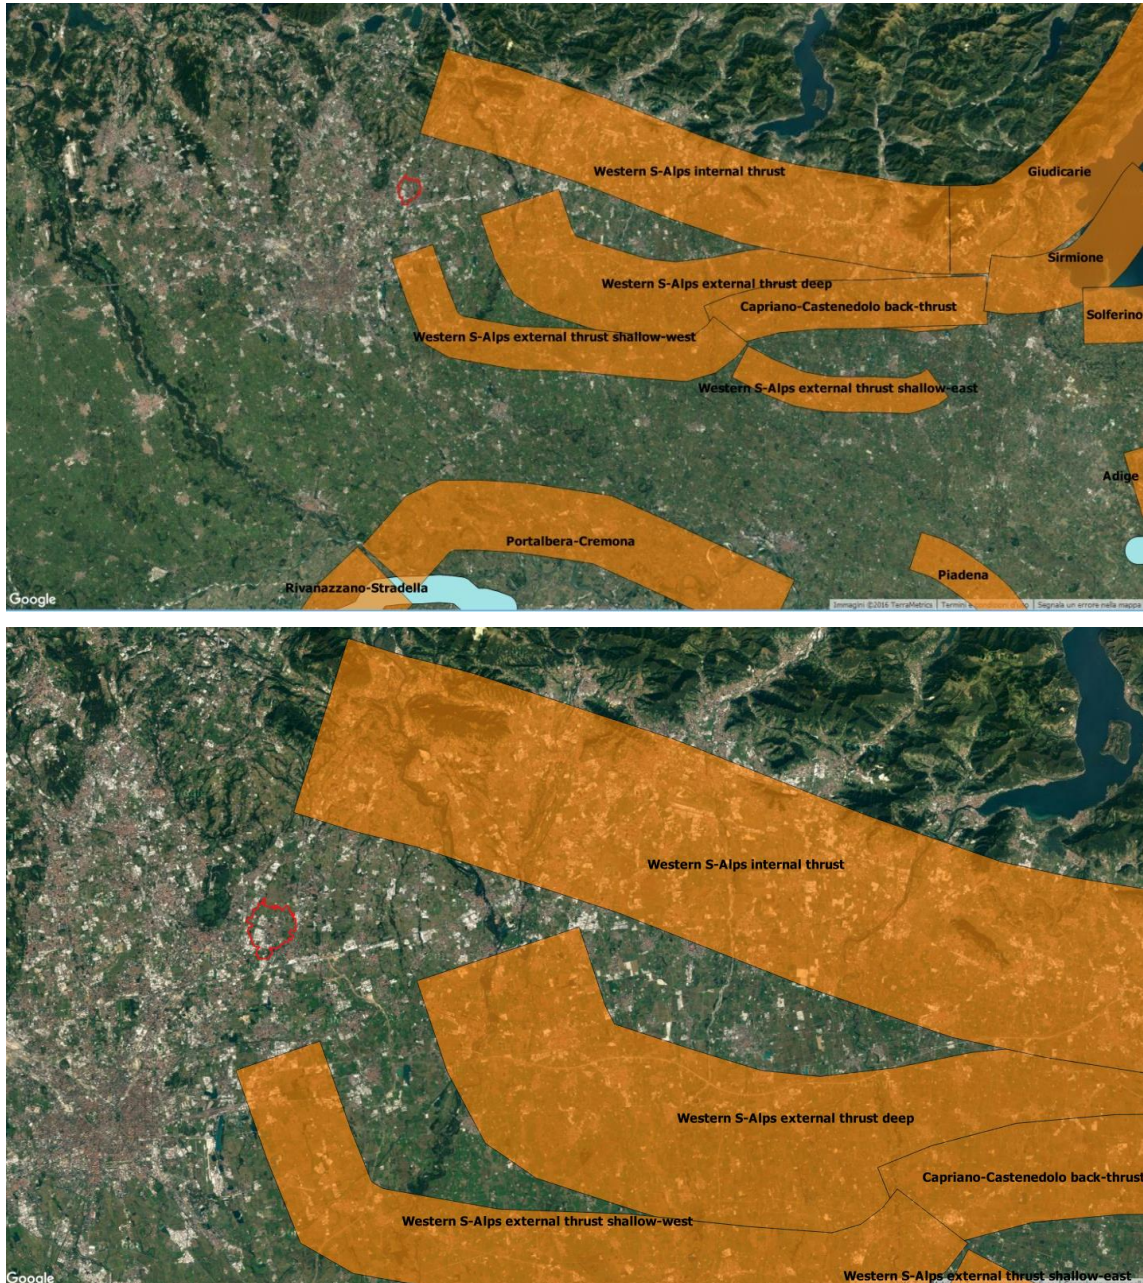 Western S-Alps internal thrust
Giudicarie
Sirmione
Western S-Alps external thrust deep
Capriano-Castenedolo back-thrust
Solferino
Western S-Alps external thrust shallow-west
Western S-Alps external thrust shallow-east
Adige
Portalbera-Cremona
Piadena
Rivanazzano-Stradella
Google
Immagini ©2016 TerraMetrics | Termini e condizioni d'uso | Segnala un errore nella mappa
Western S-Alps internal thrust
Western S-Alps external thrust deep
Capriano-Castenedolo back-thrust
Western S-Alps external thrust shallow-west
Western S-Alps external thrust shallow-east
Google